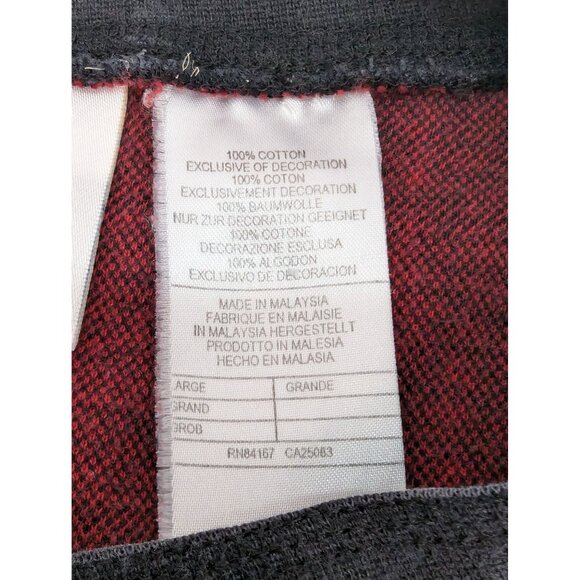 100% COTTON
EXCLUSIVE OF DECORATION
100% COTON
EXCLUSIVEMENT DECORATION
100% BAUMWOLLE
NUR ZUR DECORATION GEEIGNET
100% COTONE
DECORAZIONE ESCLUSA
100% ALGODON
EXCLUSIVO DE DECORACION
MADE IN MALAYSIA
FABRIQUE EN MALAISIE
IN MALAYSIA HERGESTELLT
PRODOTTO IN MALESIA
HECHO EN MALASIA
ARGE GRANDE
GRAND
GROB
RN84167 CA25083